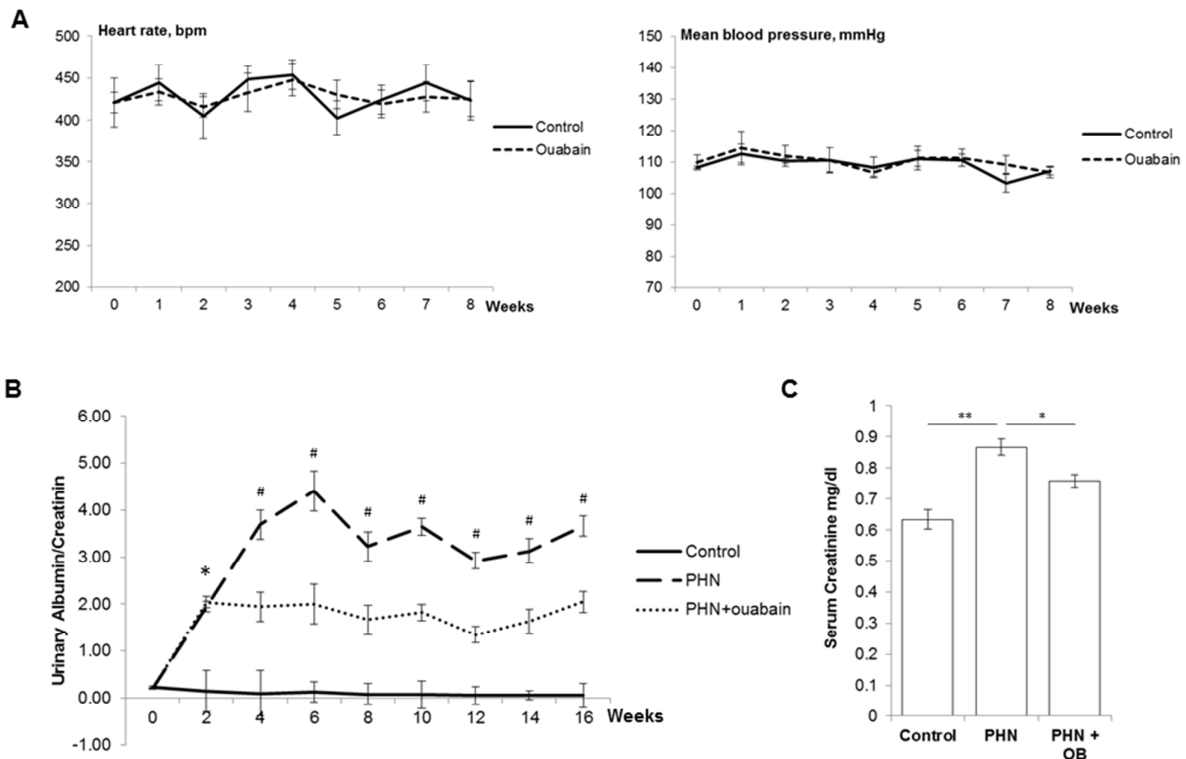 A
Heart rate, bpm
500
450
400
350
300
250
200
0 1 2 3 4 5 6 7 8 Weeks
Control
Ouabain
Mean blood pressure, mmHg
150
140
130
120
110
100
90
80
70
0 1 2 3 4 5 6 7 8 Weeks
Control
Ouabain
B
Urinary Albumin/Creatinin
6.00
5.00
4.00
3.00
2.00
1.00
0.00
-1.00
* # # # # # # #
0 2 4 6 8 10 12 14 16 Weeks
Control
PHN
PHN+ouabain
C
Serum Creatinine mg/dl
1
0.9
0.8
0.7
0.6
0.5
0.4
0.3
0.2
0.1
0
** *
Control PHN PHN +
OB